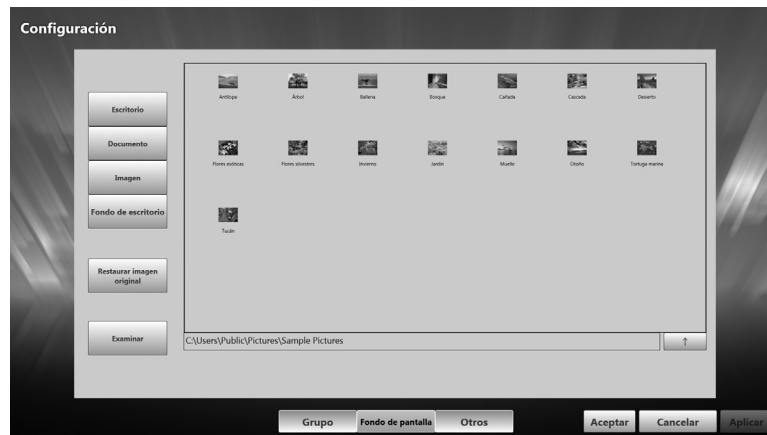 Configuración
Escritorio
Documento
Imagen
Fondo de escritorio
Restaurar imagen
original
Examinar
Antílope
Árbol
Ballena
Bosque
Cañada
Cascada
Desierto
Flores exóticas
Flores silvestres
Invierno
Jardín
Muelle
Otoño
Tortuga marina
Tucán
C:\Users\Public\Pictures\Sample Pictures
↑
Grupo
Fondo de pantalla
Otros
Aceptar
Cancelar
Aplicar